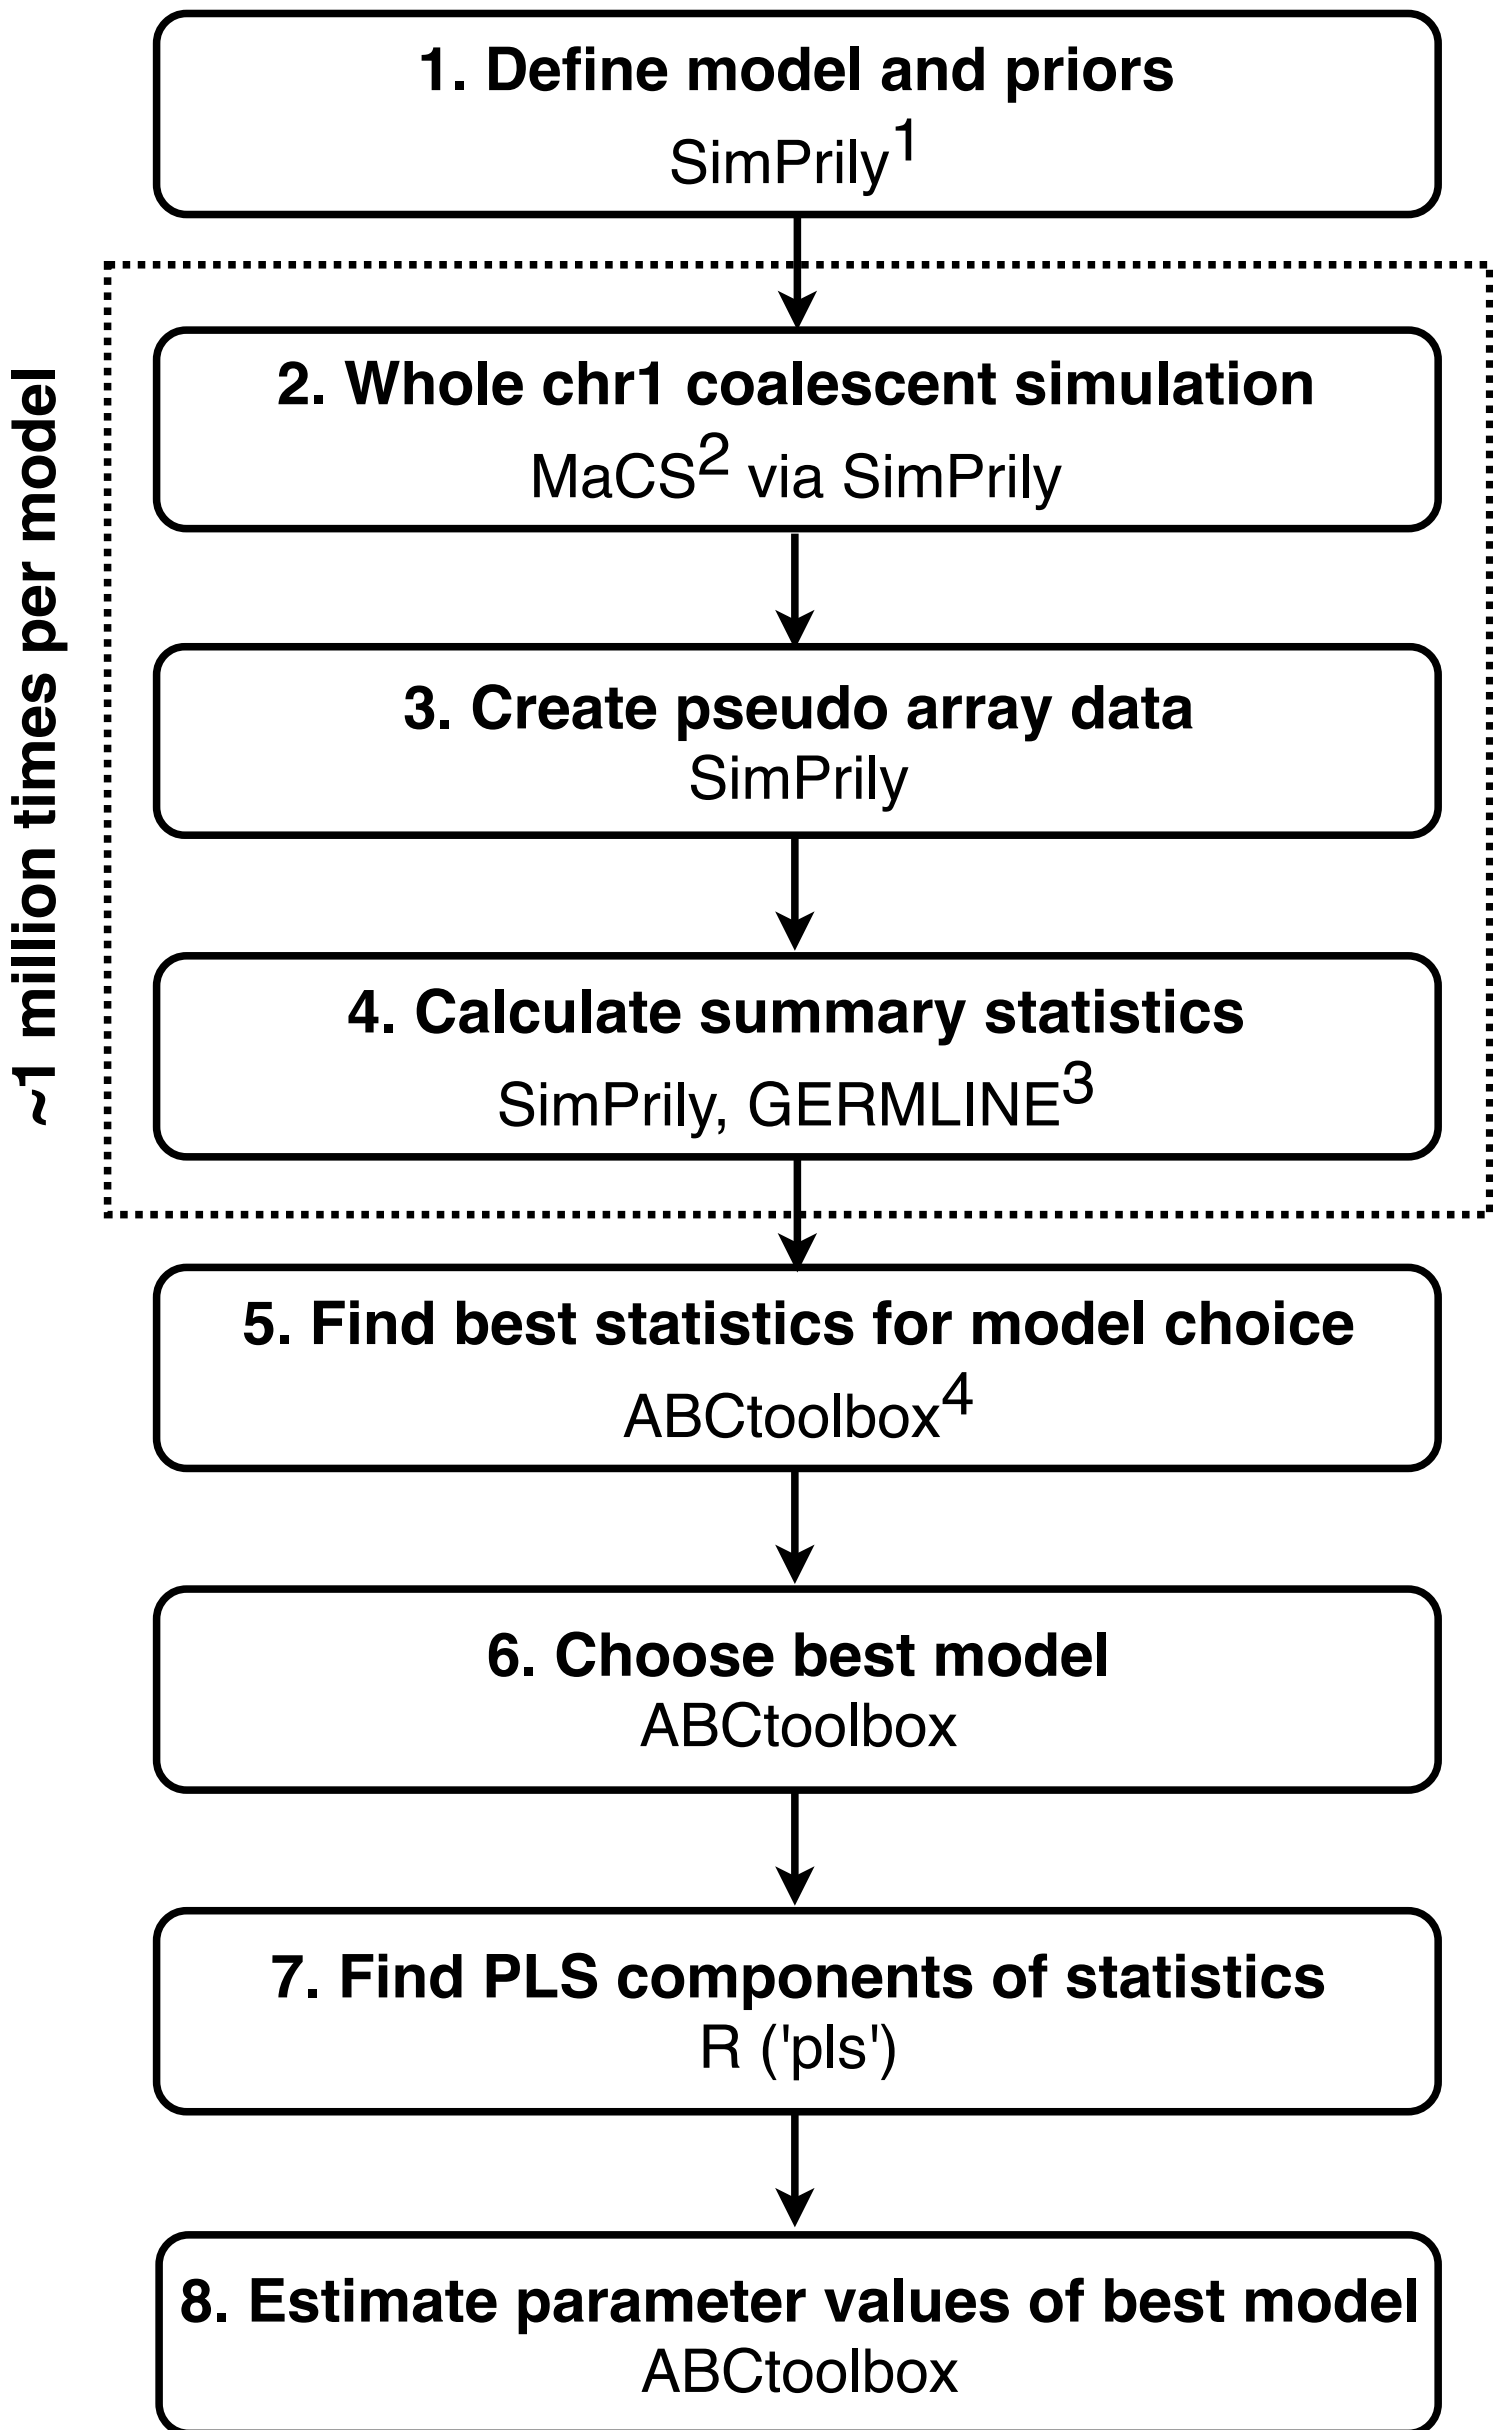 1. Define model and priors
SimPrily1
~1 million times per model
2. Whole chr1 coalescent simulation
MaCS2 via SimPrily
3. Create pseudo array data
SimPrily
4. Calculate summary statistics
SimPrily, GERMLINE3
5. Find best statistics for model choice
ABCtoolbox4
6. Choose best model
ABCtoolbox
7. Find PLS components of statistics
R ('pls')
8. Estimate parameter values of best model
ABCtoolbox